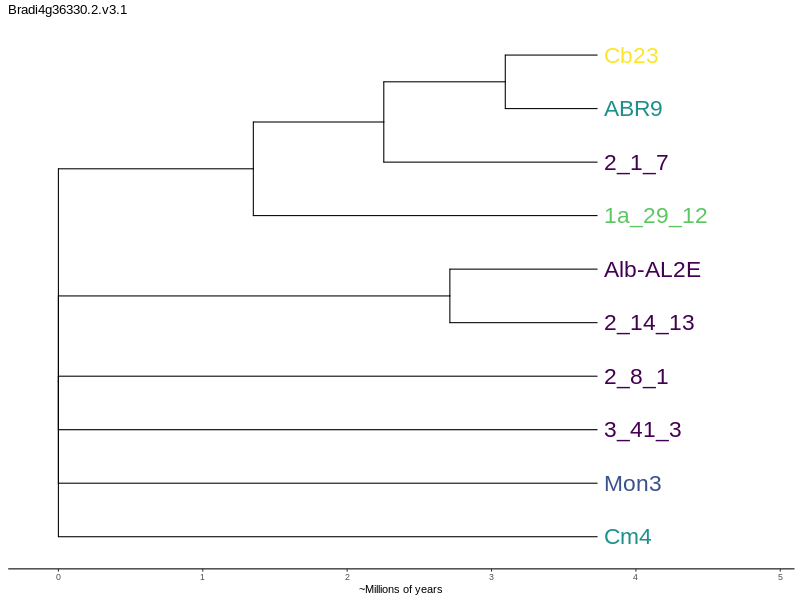 Bradi4g36330.2.v3.1
Cb23
ABR9
2_1_7
1a_29_12
Alb-AL2E
2_14_13
2_8_1
3_41_3
Mon3
Cm4
0 1 2 3 4 5
~Millions of years